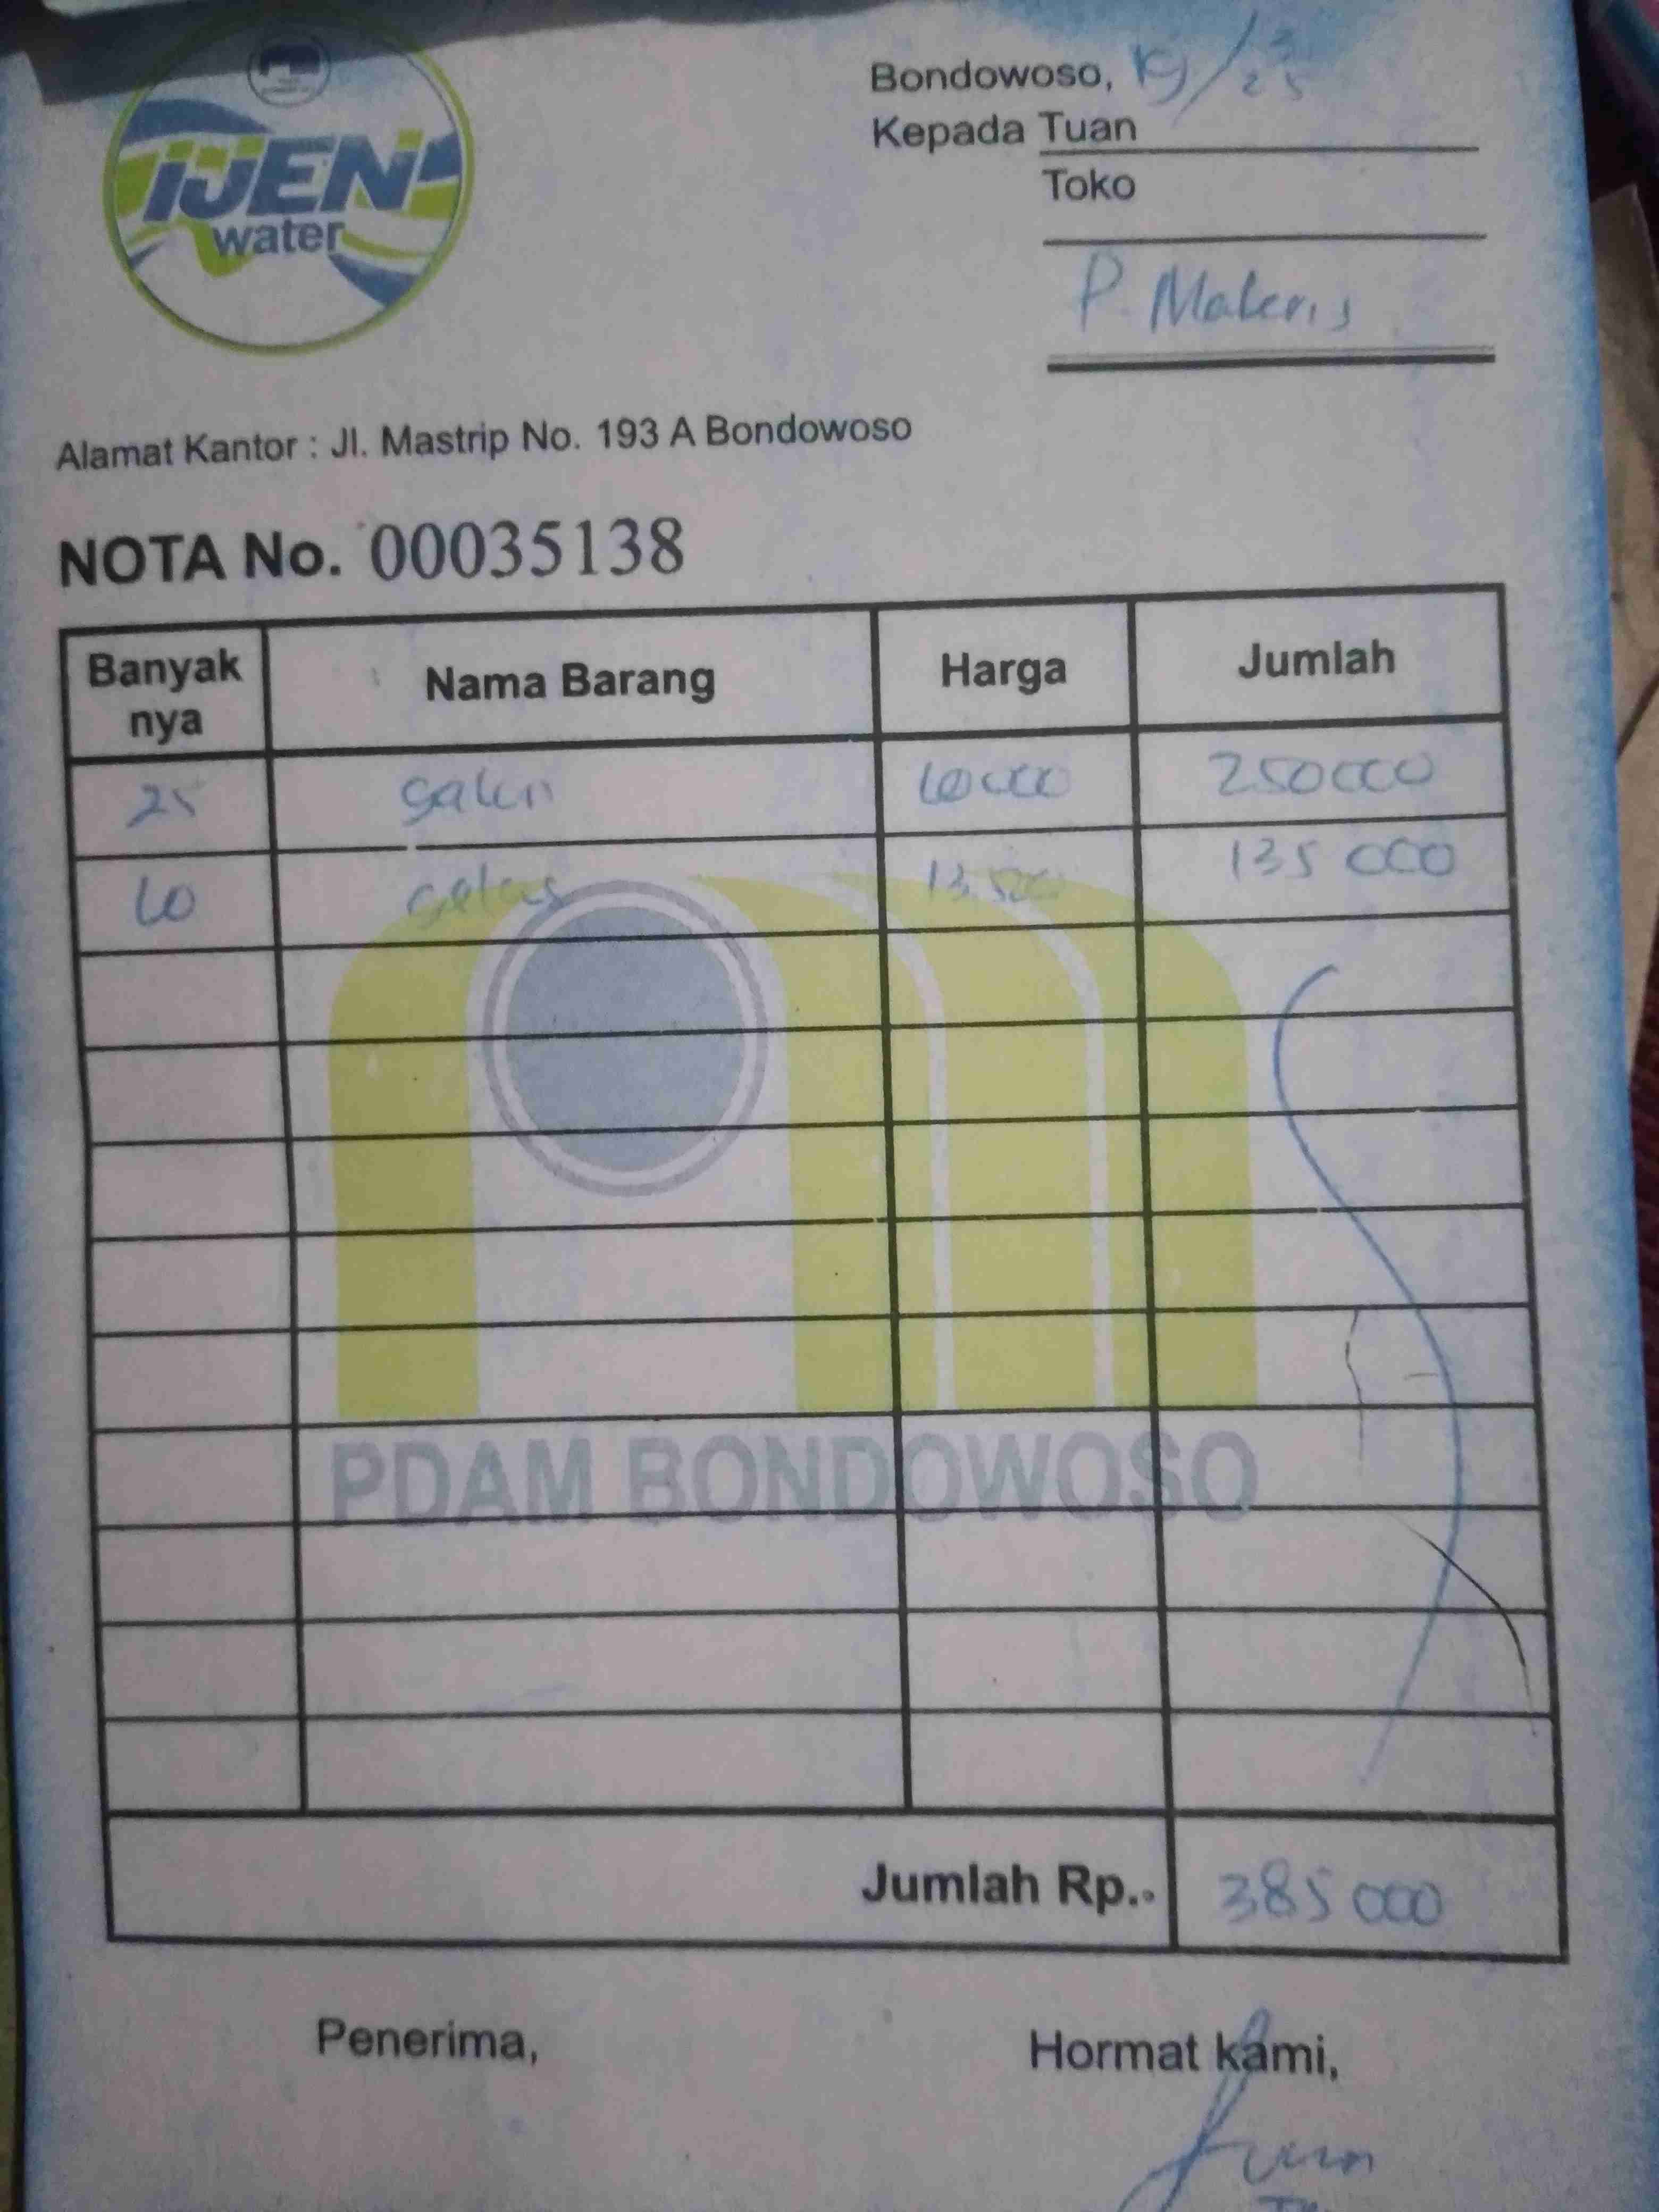 IJEN
water
Bondowoso, 19/3 25
Kepada Tuan
Toko
P. Makeris
Alamat Kantor : Jl. Mastrip No. 193 A Bondowoso
NOTA No. 00035138
Banyak nya Nama Barang Harga Jumlah
25 galon 10000 250000
10 gelas 13.500 135 000
PDAM BONDOWOSO
Jumlah Rp.. 385 000
Penerima, Hormat kami,